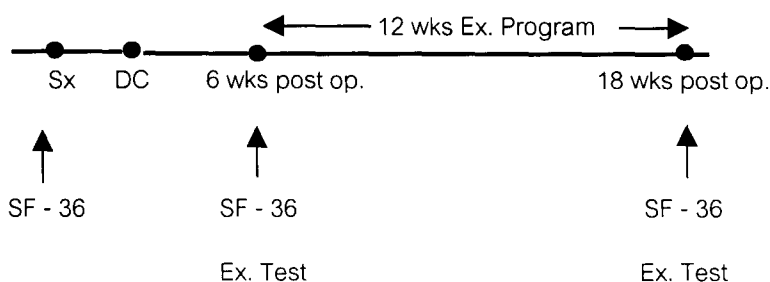 12 wks Ex. Program
Sx DC 6 wks post op. 18 wks post op.
SF - 36 SF - 36 SF - 36
Ex. Test Ex. Test